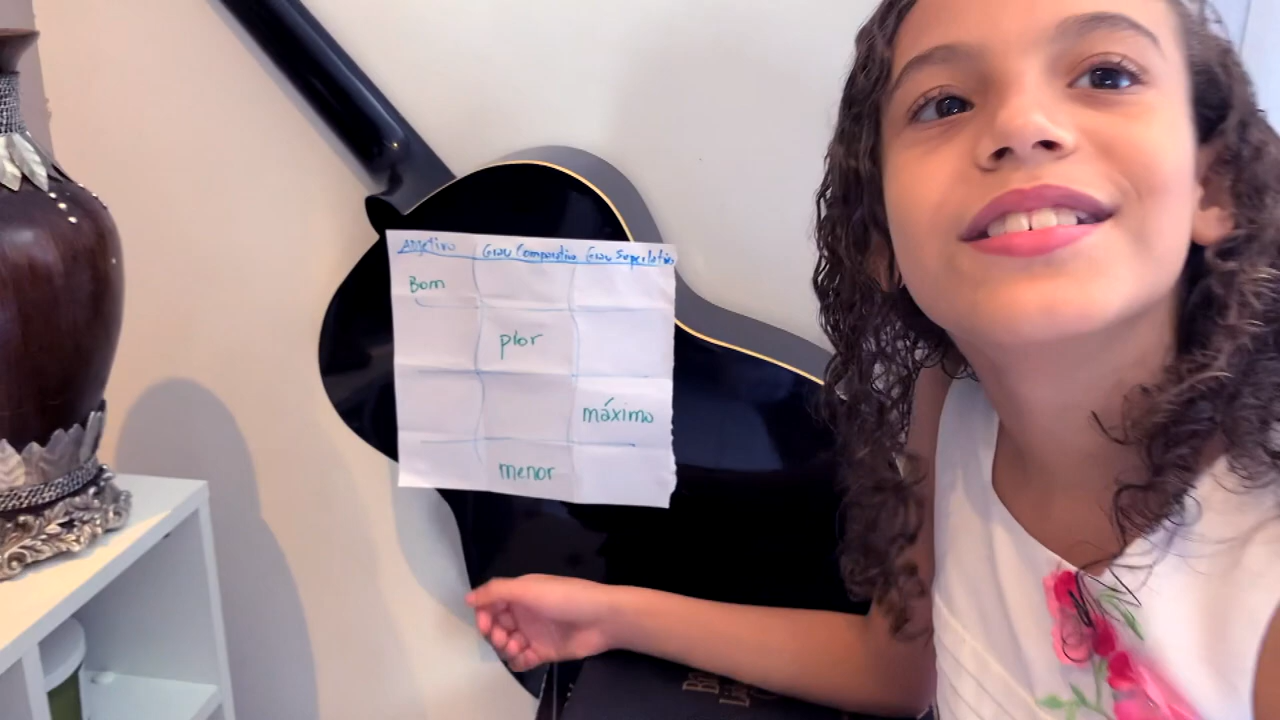 Adjetivo Grau Comparativo Grau Superlativo
Bom
pior
máximo
menor